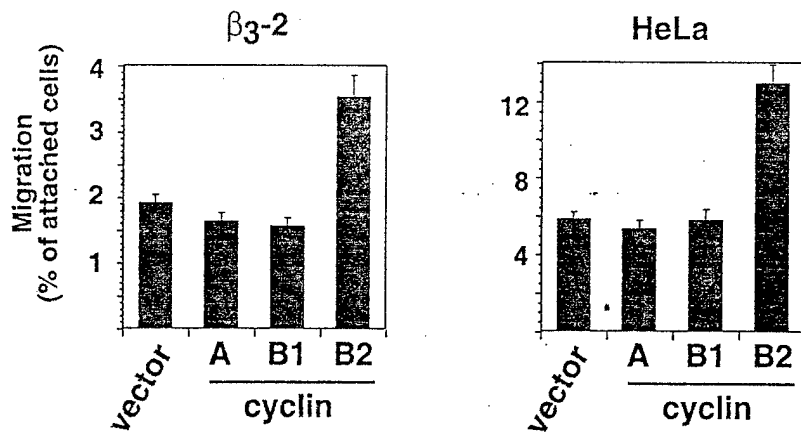 β3-2
HeLa
Migration
(% of attached cells)
4
3
2
1
12
8
4
vector
A
B1
B2
cyclin
vector
A
B1
B2
cyclin